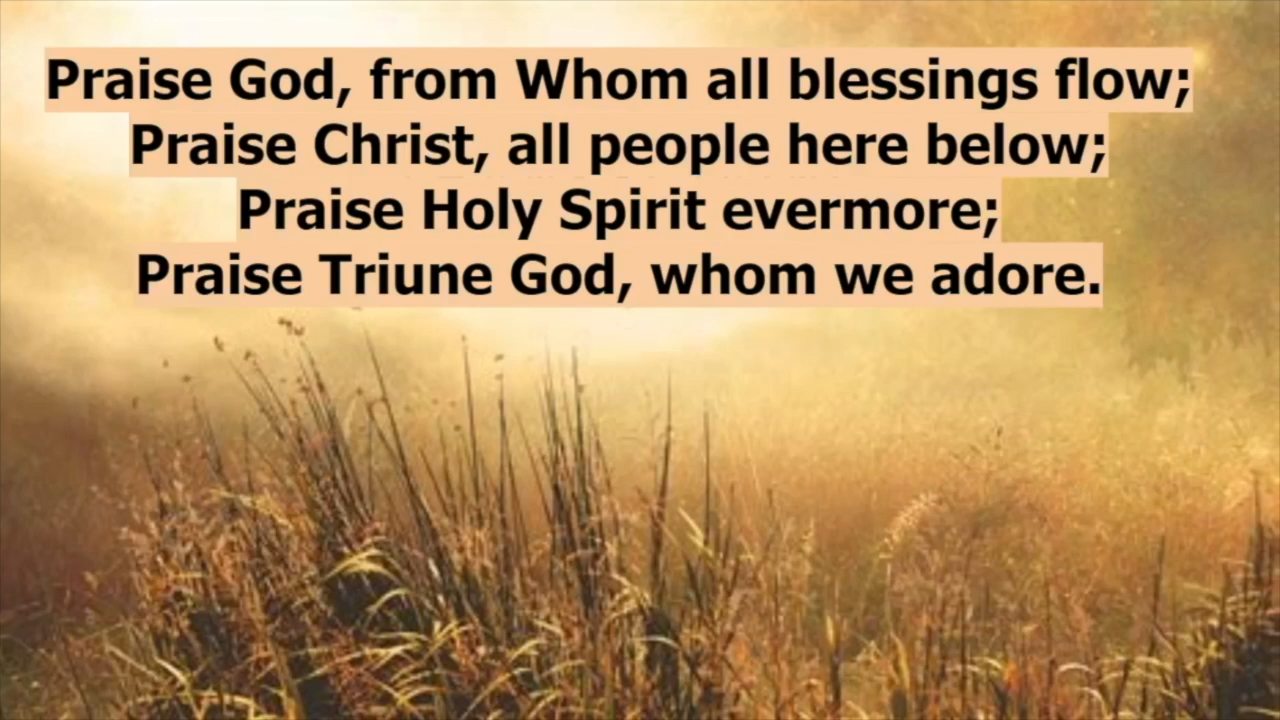 Praise God, from Whom all blessings flow;
Praise Christ, all people here below;
Praise Holy Spirit evermore;
Praise Triune God, whom we adore.